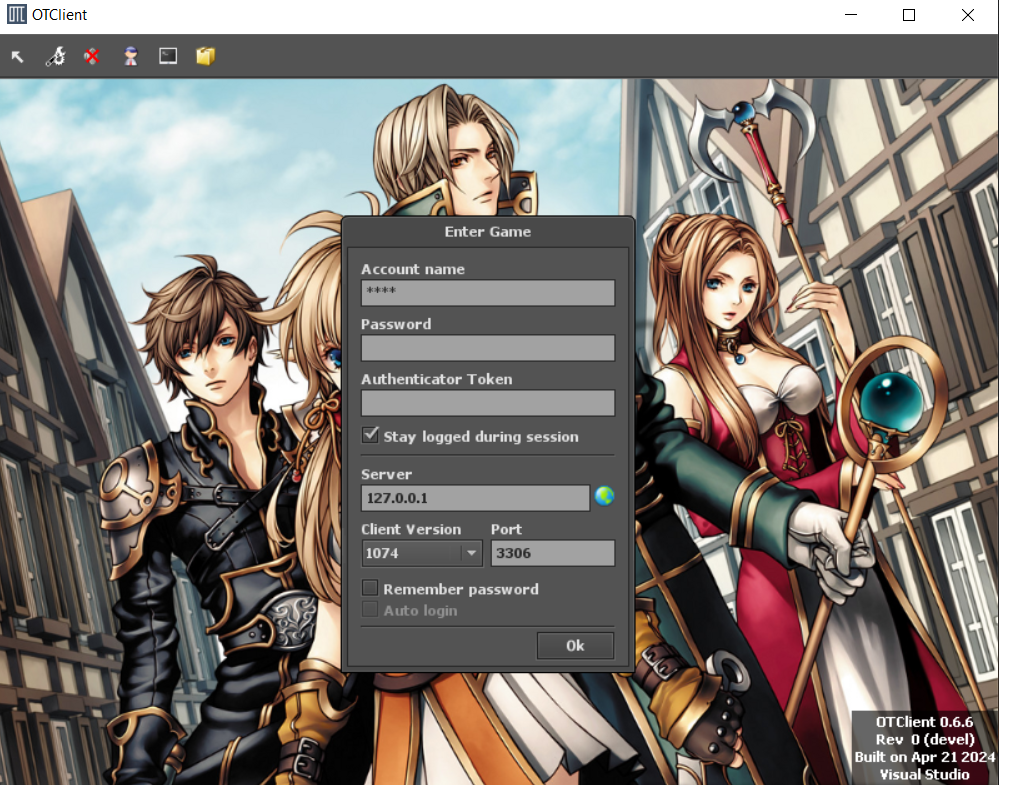 OTClient
Enter Game
Account name
****
Password
Authenticator Token
Stay logged during session
Server
127.0.0.1
Client Version Port
1074 3306
Remember password
Auto login
Ok
OTClient 0.6.6
Rev 0 (devel)
Built on Apr 21 2024
Visual Studio